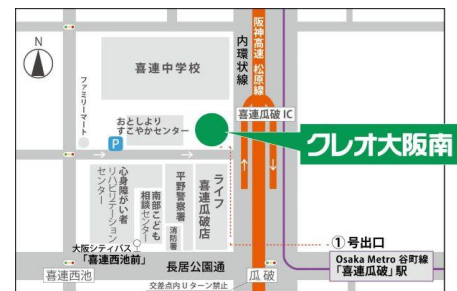 N
喜連中学校
内環状線
阪神高速 松原線
ファミリーマート
喜連瓜破IC
おとしより
すこやかセンター
P
クレオ大阪南
心身障がい者
リハビリテーション
センター
南部こども
相談センター
平野警察署
消防署
ライフ
喜連瓜破店
大阪シティバス
「喜連西池前」
①号出口
Osaka Metro 谷町線
「喜連瓜破」駅
喜連西池
長居公園通
瓜破
交差点内Uターン禁止